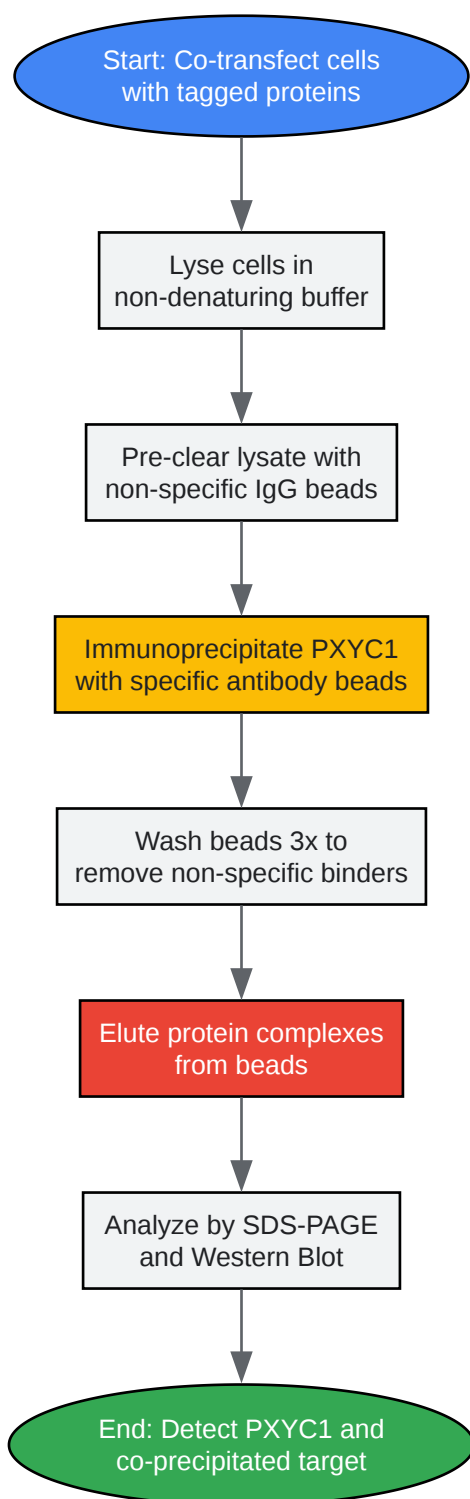 Start: Co-transfect cells
with tagged proteins
Lyse cells in
non-denaturing buffer
Pre-clear lysate with
non-specific IgG beads
Immunoprecipitate PXYC1
with specific antibody beads
Wash beads 3x to
remove non-specific binders
Elute protein complexes
from beads
Analyze by SDS-PAGE
and Western Blot
End: Detect PXYC1 and
co-precipitated target